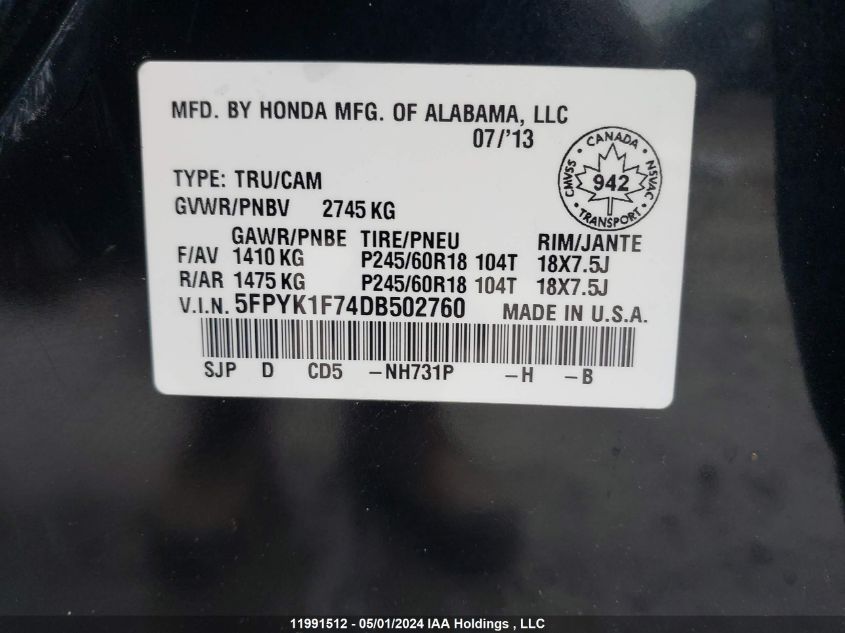 MFD. BY HONDA MFG. OF ALABAMA, LLC
07/'13
CANADA
CMVSS NSVAC
942
TRANSPORT
TYPE: TRU/CAM
GVWR/PNBV 2745 KG
GAWR/PNBE TIRE/PNEU RIM/JANTE
F/AV 1410 KG P245/60R18 104T 18X7.5J
R/AR 1475 KG P245/60R18 104T 18X7.5J
V.I.N. 5FPYK1F74DB502760 MADE IN U.S.A.
SJP D CD5 -NH731P -H -B
11991512 - 05/01/2024 IAA Holdings , LLC